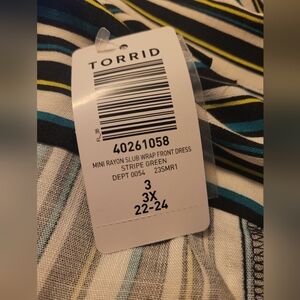 TORRID
40261058
MINI RAYON SLUB WRAP FRONT DRESS
STRIPE GREEN
DEPT 0054 23SMR1
3
3X
22-24